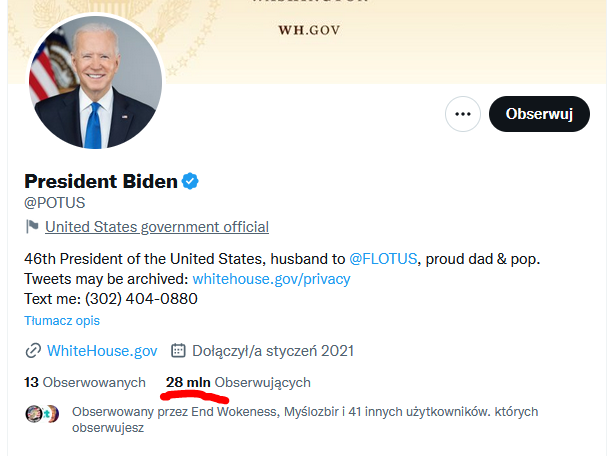 WH.GOV
Obserwuj
President Biden
@POTUS
United States government official
46th President of the United States, husband to @FLOTUS, proud dad & pop.
Tweets may be archived: whitehouse.gov/privacy
Text me: (302) 404-0880
Tłumacz opis
WhiteHouse.gov Dołączył/a styczeń 2021
13 Obserwowanych 28 mln Obserwujących
Obserwowany przez End Wokeness, Myślozbir i 41 innych użytkowników. których
obserwujesz